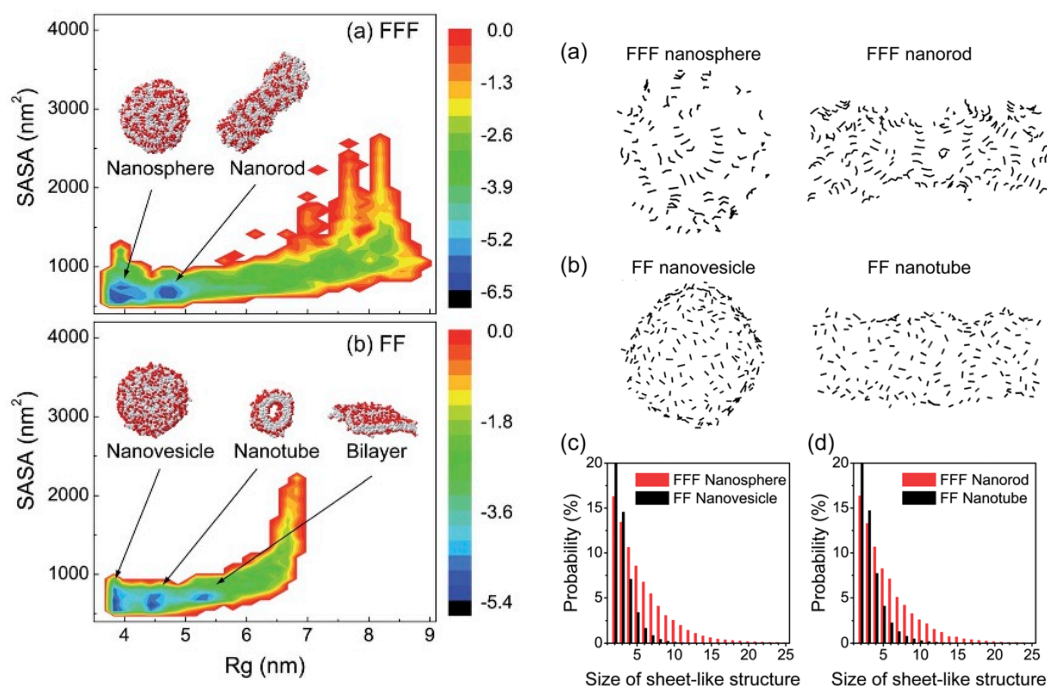 (a) FFF
4000
3000
2000
1000
SASA (nm²)
Nanosphere
Nanorod
0.0
-1.3
-2.6
-3.9
-5.2
-6.5
(b) FF
4000
3000
2000
1000
SASA (nm²)
Nanovesicle
Nanotube
Bilayer
0.0
-1.8
-3.6
-5.4
4 5 6 7 8 9
Rg (nm)
(a)
FFF nanosphere
FFF nanorod
(b)
FF nanovesicle
FF nanotube
(c)
20
15
10
5
0
Probability (%)
FFF Nanosphere
FF Nanovesicle
5 10 15 20 25
Size of sheet-like structure
(d)
20
15
10
5
0
Probability (%)
FFF Nanorod
FF Nanotube
5 10 15 20 25
Size of sheet-like structure